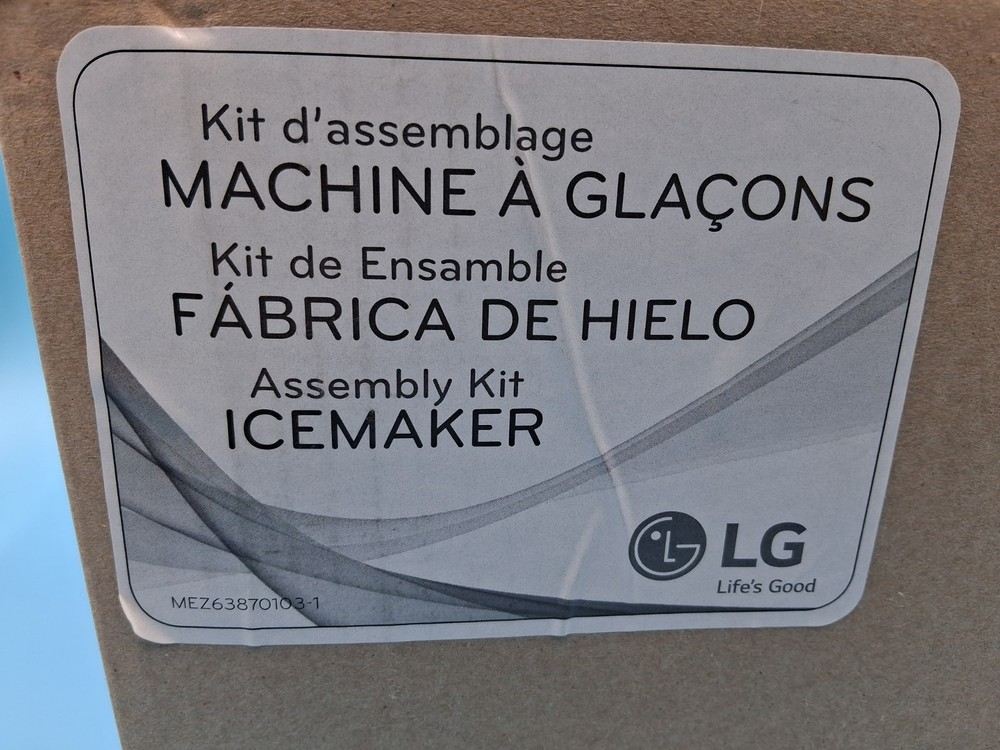 Kit d'assemblage
MACHINE À GLAÇONS
Kit de Ensamble
FÁBRICA DE HIELO
Assembly Kit
ICEMAKER
LG
Life's Good
MEZ63870103-1